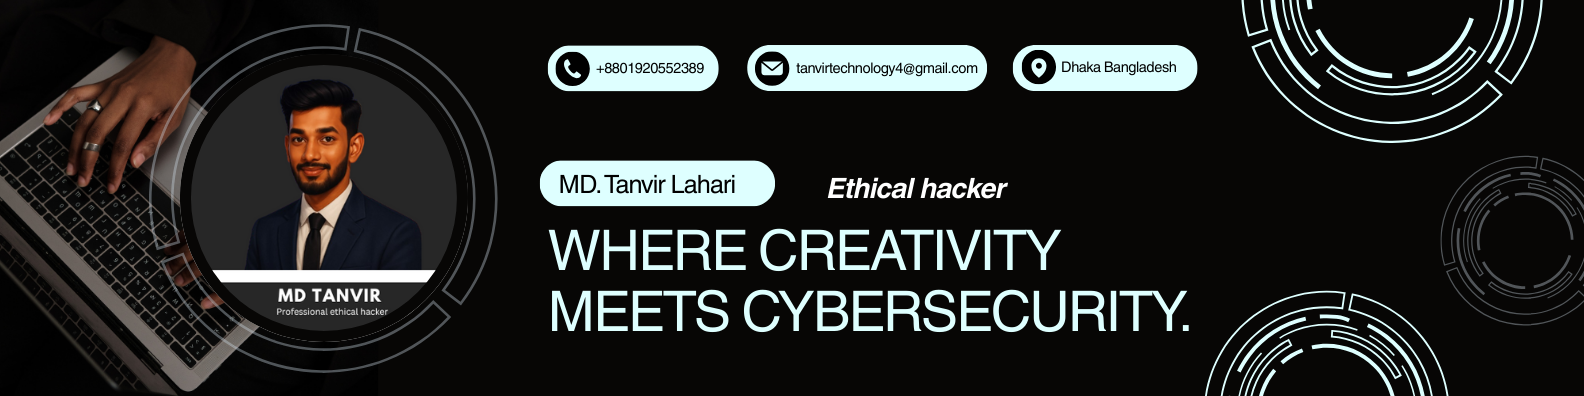 +8801920552389
tanvirtechnology4@gmail.com
Dhaka Bangladesh
MD. Tanvir Lahari
Ethical hacker
WHERE CREATIVITY
MEETS CYBERSECURITY.
MD TANVIR
Professional ethical hacker